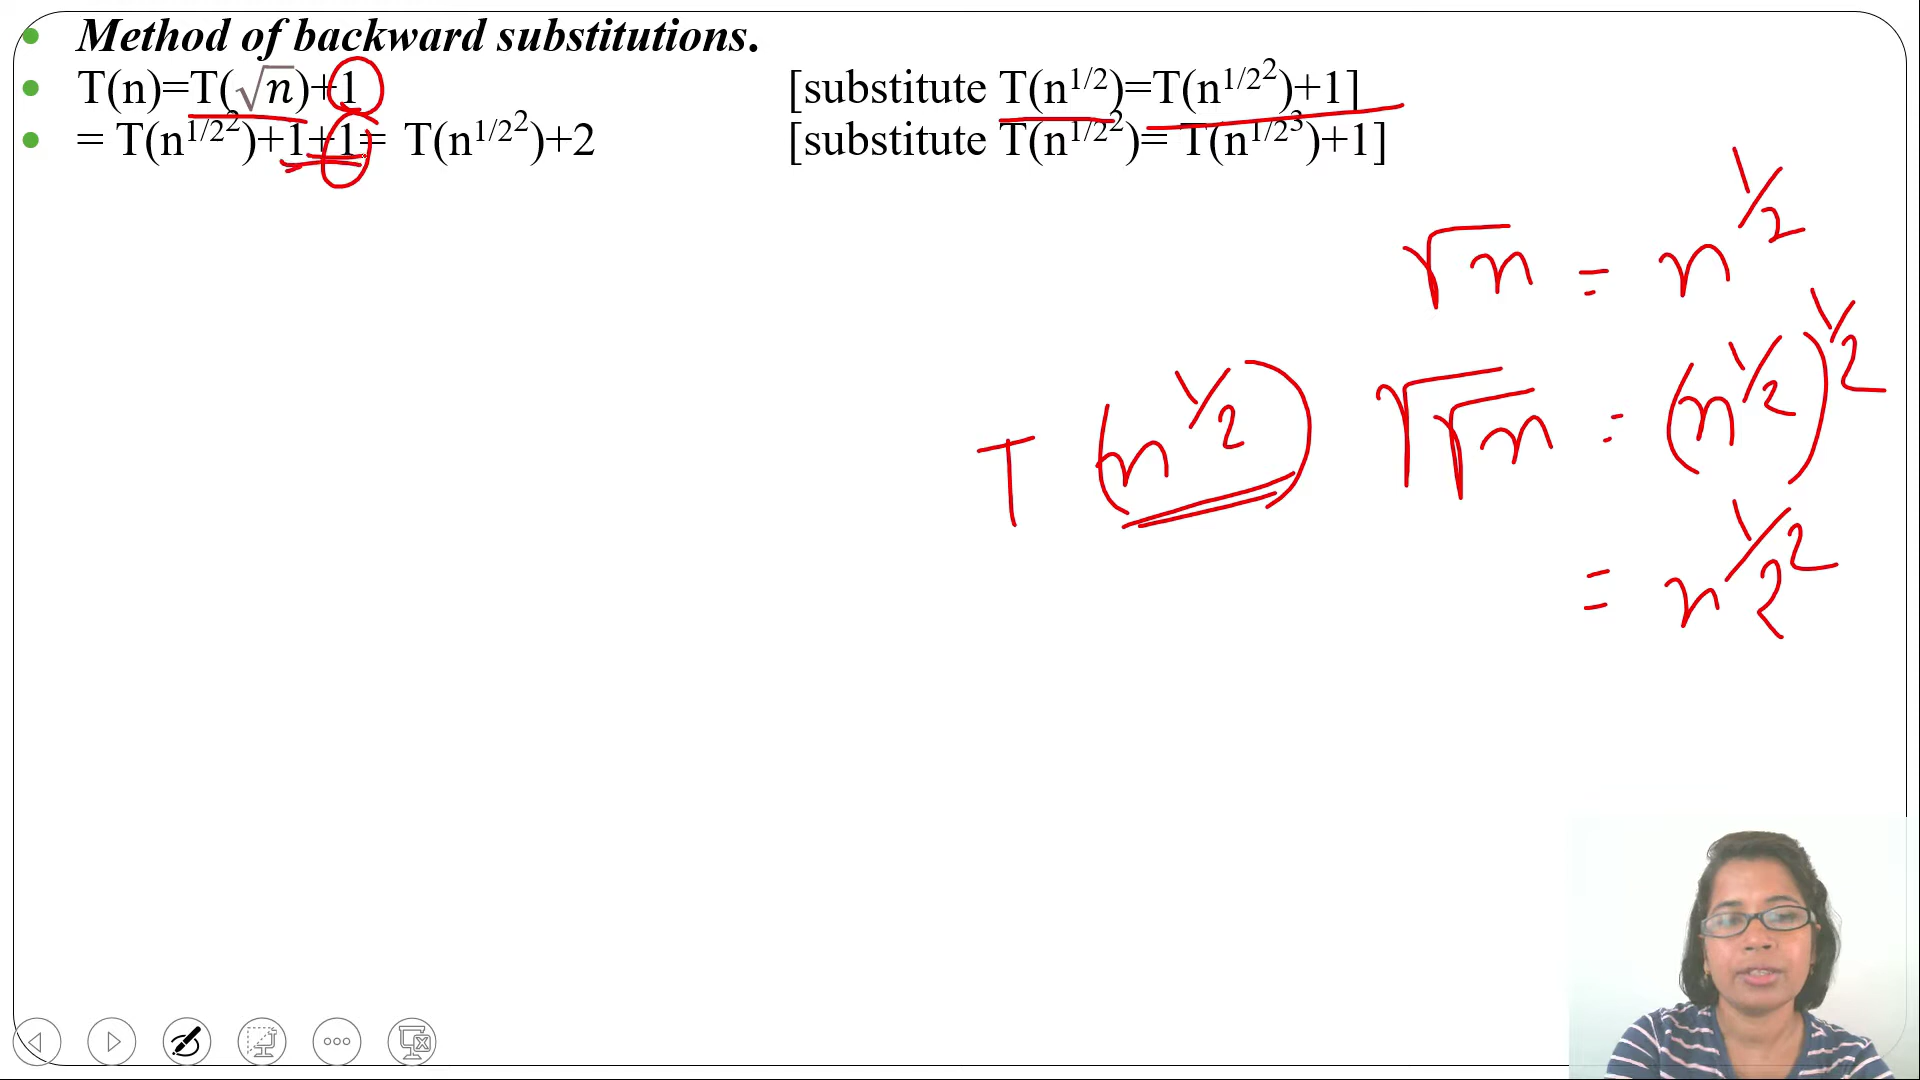 Method of backward substitutions.
T(n)=T(√n)+1 [substitute T(n^1/2)=T(n^1/2^2)+1]
= T(n^1/2^2)+1+1= T(n^1/2^2)+2 [substitute T(n^1/2^2)= T(n^1/2^3)+1]
√n = n^1/2
T (n^1/2) √√n = (n^1/2)^1/2
= n^1/2^2